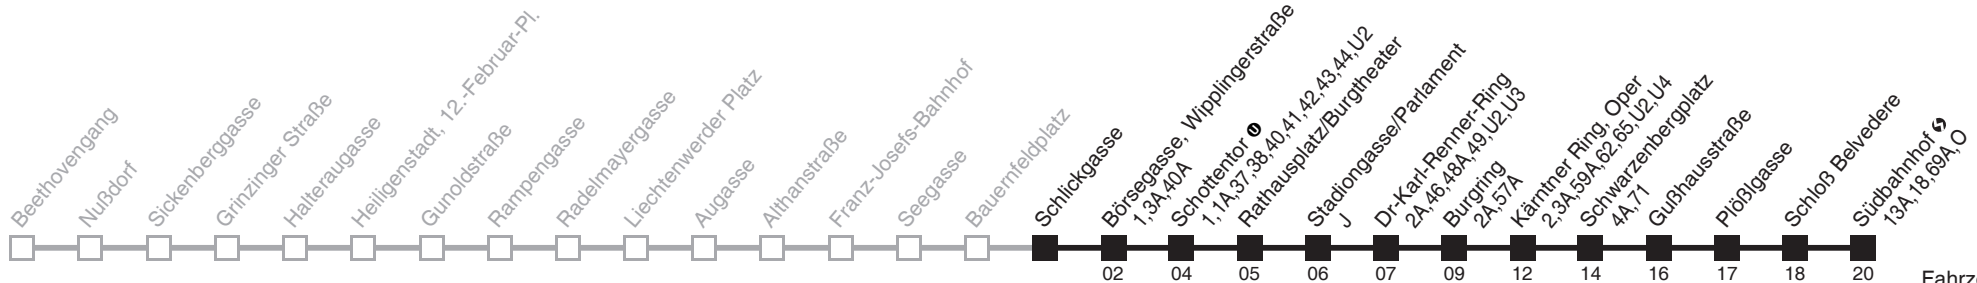 Beethovengang
Nußdorf
Sickenberggasse
Grinzinger Straße
Halteraugasse
Heiligenstadt, 12.-Februar-Pl.
Gunoldstraße
Rampengasse
Radelmayergasse
Liechtenwerder Platz
Augasse
Althanstraße
Franz-Josefs-Bahnhof
Seegasse
Bauernfeldplatz
Schlickgasse
Börsegasse, Wipplingerstraße
1,3A,40A
Schottentor U
1,1A,37,38,40,41,42,43,44,U2
Rathausplatz/Burgtheater
Stadiongasse/Parlament
J
Dr-Karl-Renner-Ring
2A,46,48A,49,U2,U3
Burgring
2A,57A
Kärntner Ring, Oper
2,3A,59A,62,65,U2,U4
Schwarzenbergplatz
4A,71
Gußhausstraße
Plößlgasse
Schloß Belvedere
Südbahnhof S
13A,18,69A,O
02 04 05 06 07 09 12 14 16 17 18 20